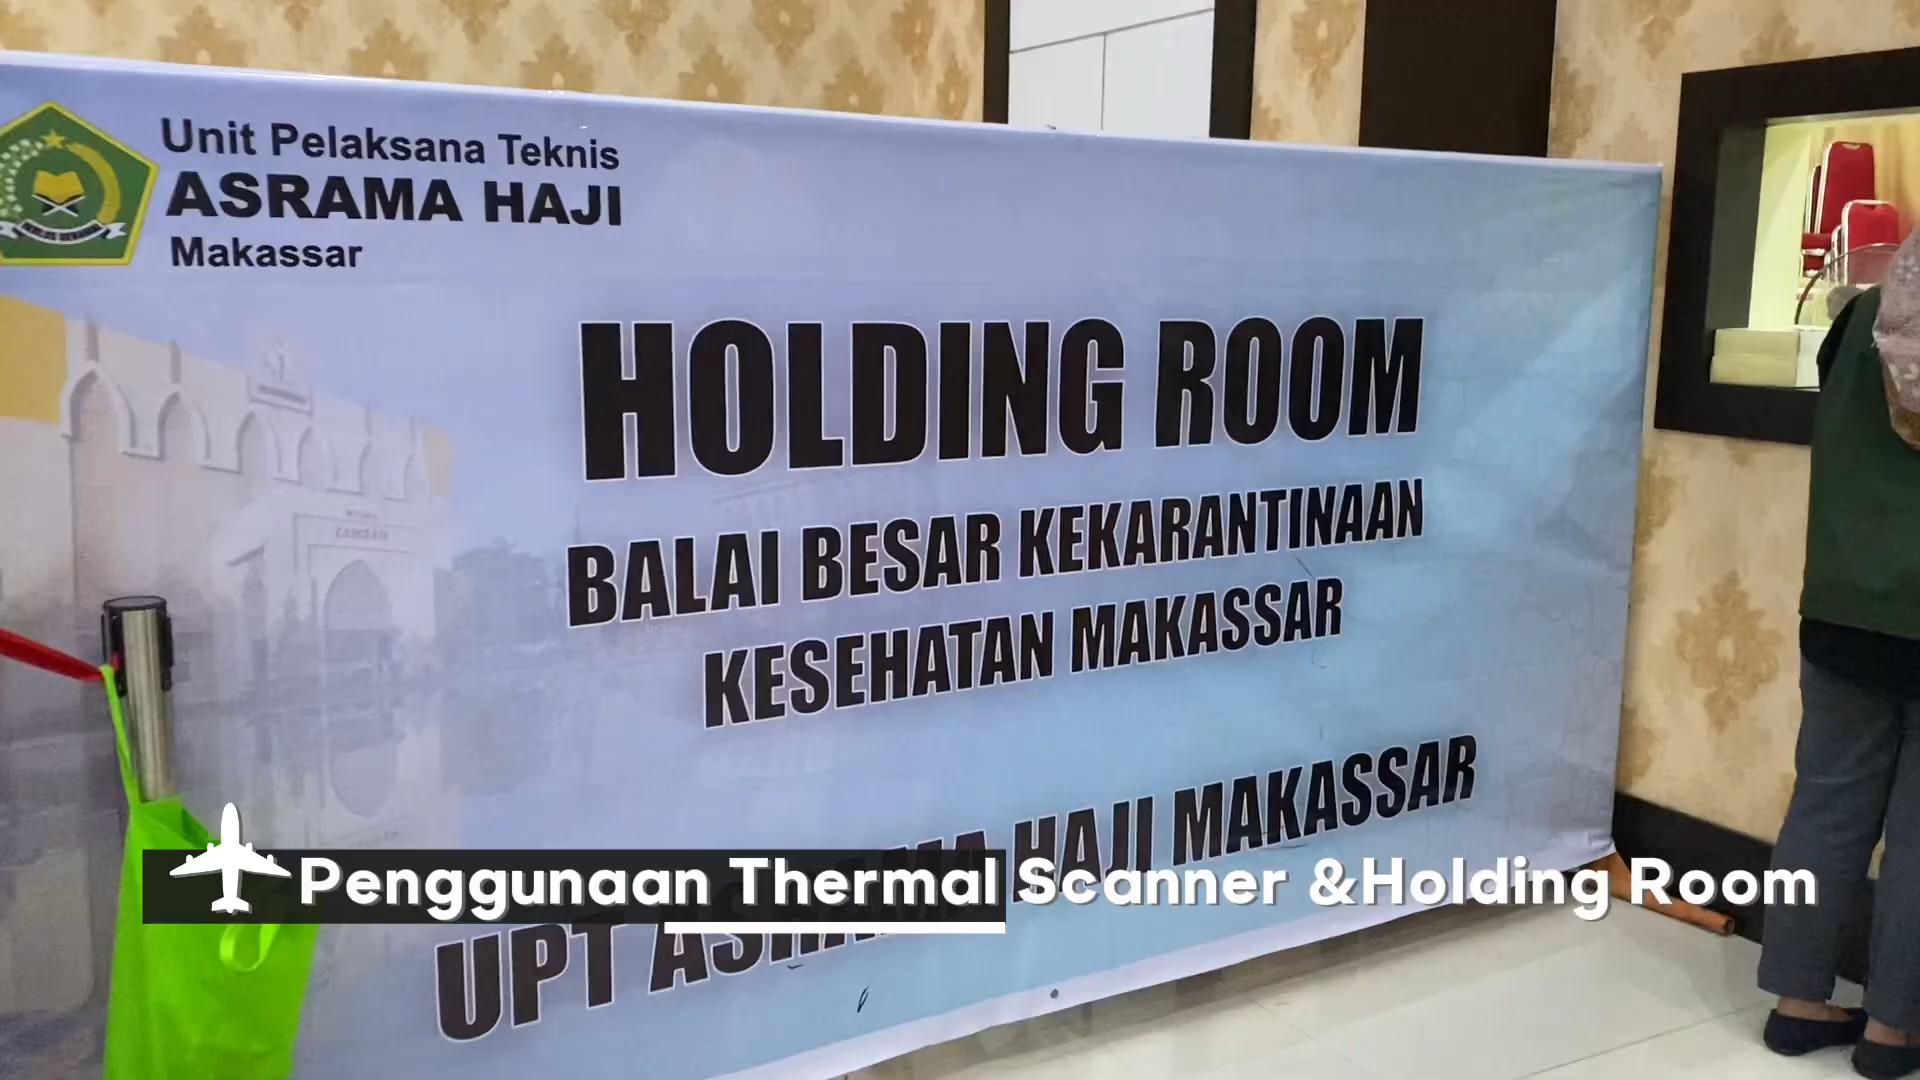 Unit Pelaksana Teknis
ASRAMA HAJI
Makassar
HOLDING ROOM
BALAI BESAR KEKARANTINAAN
KESEHATAN MAKASSAR
UPT ASRAMA HAJI MAKASSAR
Penggunaan Thermal Scanner &Holding Room